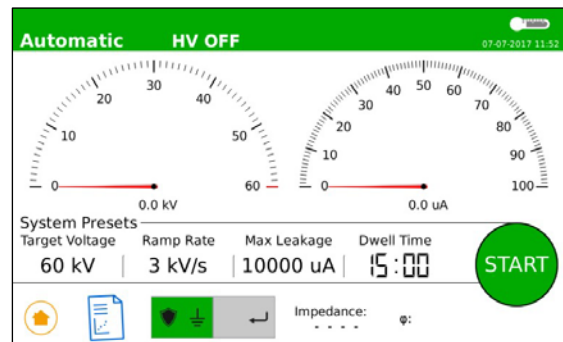 Automatic HV OFF
07-07-2017 11:52
0 10 20 30 40 50 60
0.0 kV
0 10 20 30 40 50 60 70 80 90 100
0.0 uA
System Presets
Target Voltage Ramp Rate Max Leakage Dwell Time
60 kV 3 kV/s 10000 uA 15:00
START
Impedance: φ:
- - - -